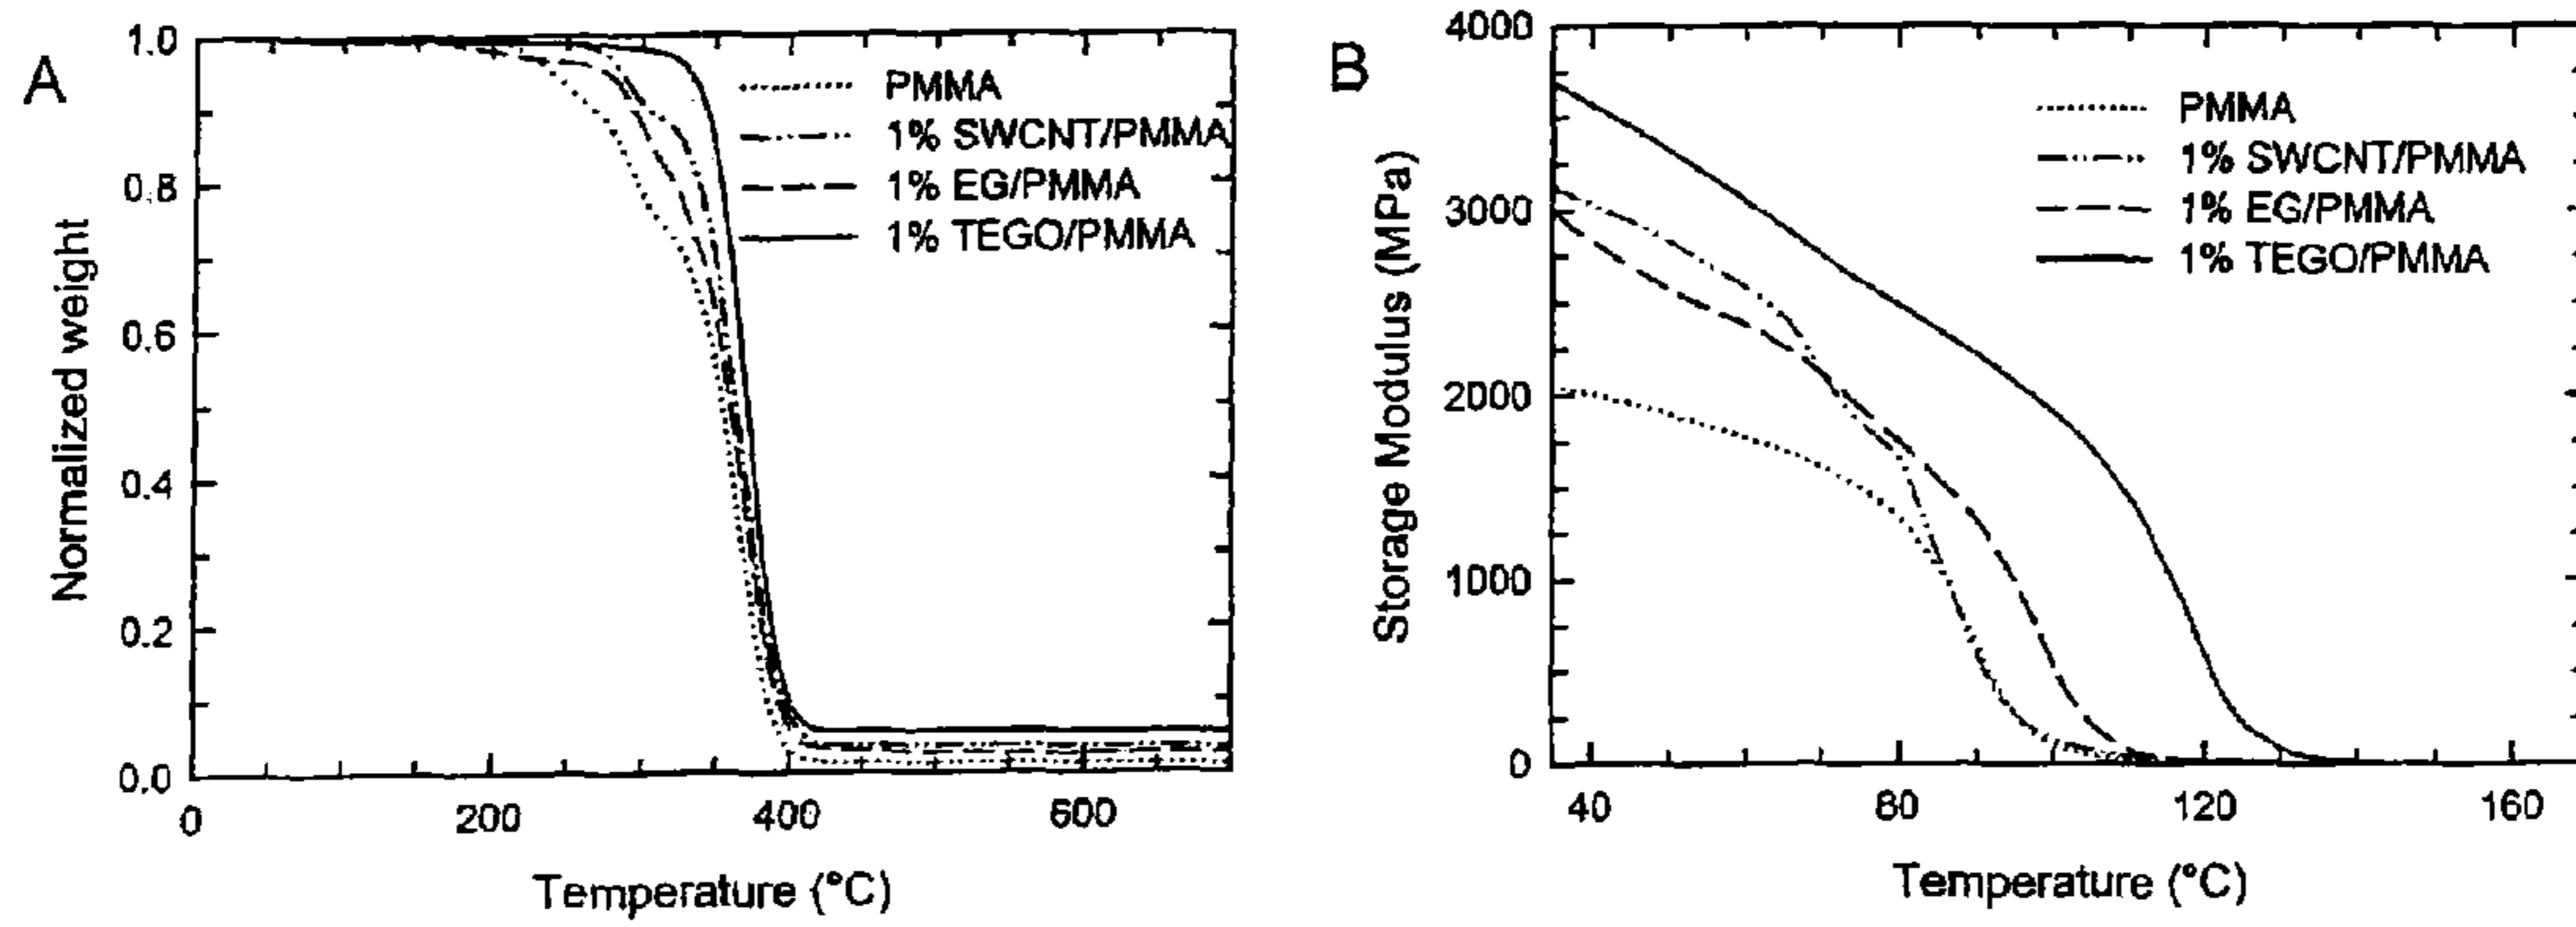 A
1.0
0.8
0.6
0.4
0.2
0.0
Normalized weight
0
200
400
600
Temperature (°C)
PMMA
1% SWCNT/PMMA
1% EG/PMMA
1% TEGO/PMMA
B
4000
3000
2000
1000
0
Storage Modulus (MPa)
40
80
120
160
Temperature (°C)
PMMA
1% SWCNT/PMMA
1% EG/PMMA
1% TEGO/PMMA